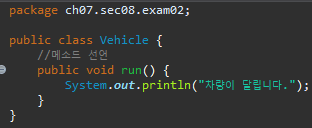 package ch07.sec08.exam02;
public class Vehicle {
//메소드 선언
public void run() {
System.out.println("차량이 달립니다.");
}
}